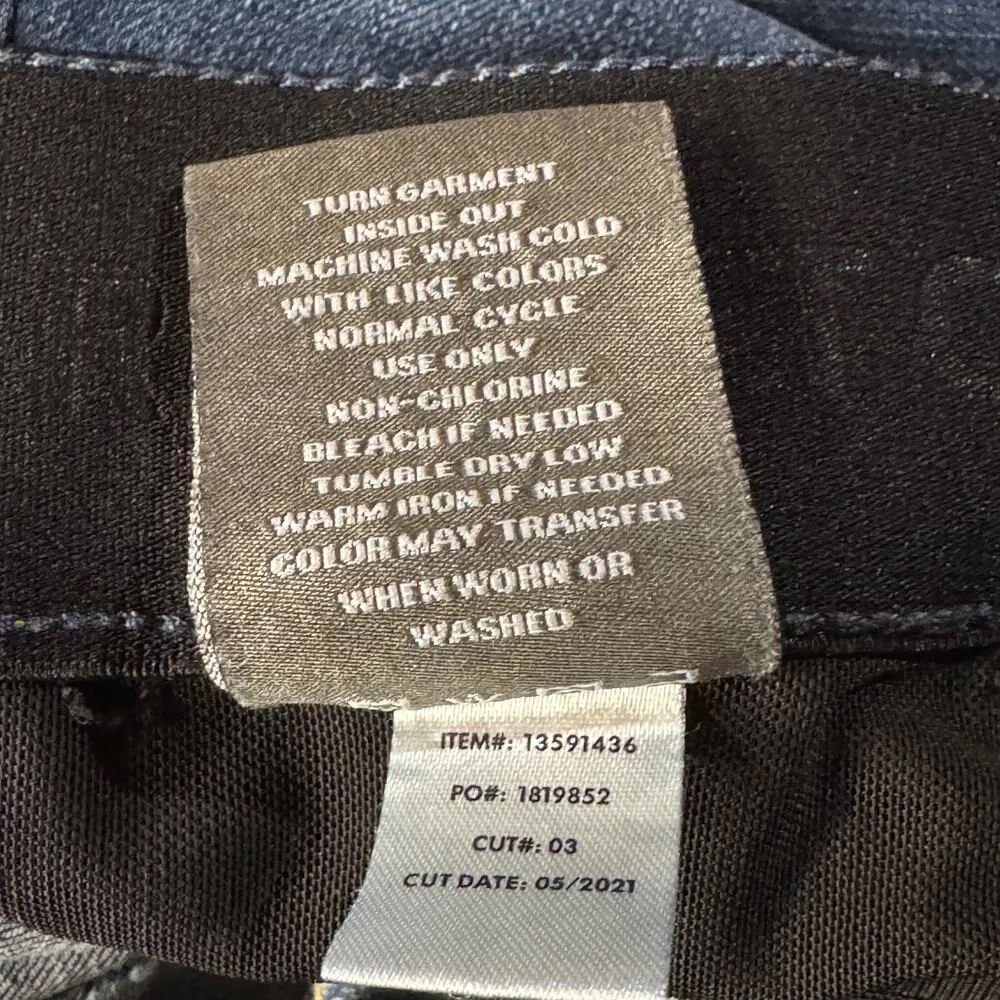 TURN GARMENT
INSIDE OUT
MACHINE WASH COLD
WITH LIKE COLORS
NORMAL CYCLE
USE ONLY
NON-CHLORINE
BLEACH IF NEEDED
TUMBLE DRY LOW
WARM IRON IF NEEDED
COLOR MAY TRANSFER
WHEN WORN OR
WASHED
ITEM#: 13591436
PO#: 1819852
CUT#: 03
CUT DATE: 05/2021